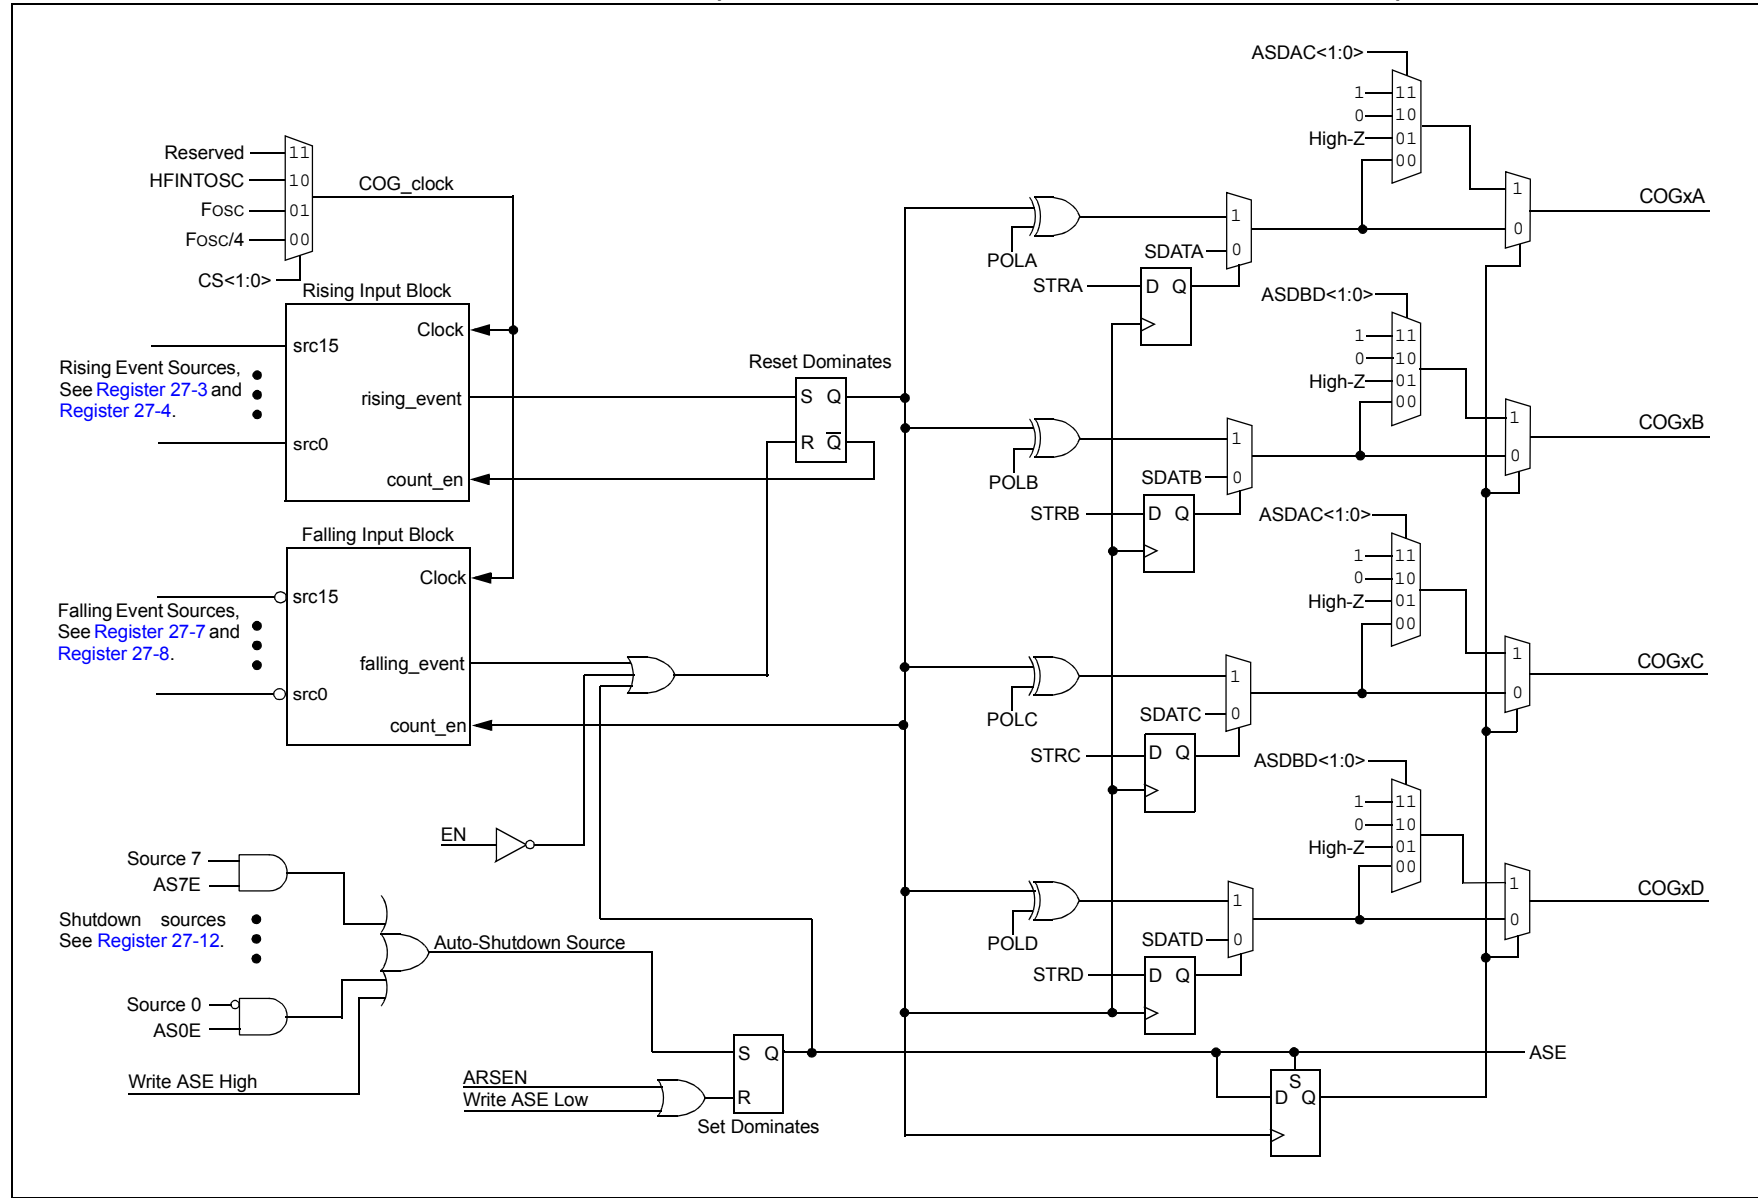 ASDAC<1:0>
1 11
0 10
High-Z 01
00
Reserved 11
HFINTOSC 10
FOSC 01
FOSC/4 00
CS<1:0>
COG_clock
1
0
COGxA
POLA
1
SDATA 0
STRA
D Q
Rising Input Block
Clock
src15
Rising Event Sources,
See Register 27-3 and
Register 27-4.
rising_event
src0
count_en
Reset Dominates
S Q
R Q
ASDBD<1:0>
1 11
0 10
High-Z 01
00
1
0
COGxB
POLB
1
SDATB 0
STRB
D Q
Falling Input Block
Clock
src15
Falling Event Sources,
See Register 27-7 and
Register 27-8.
falling_event
src0
count_en
ASDAC<1:0>
1 11
0 10
High-Z 01
00
1
0
COGxC
POLC
1
SDATC 0
STRC
D Q
EN
ASDBD<1:0>
1 11
0 10
High-Z 01
00
1
0
COGxD
POLD
1
SDATD 0
STRD
D Q
Source 7
AS7E
Shutdown sources
See Register 27-12.
Source 0
AS0E
Write ASE High
Auto-Shutdown Source
ARSEN
Write ASE Low
S Q
R
Set Dominates
ASE
S
D Q